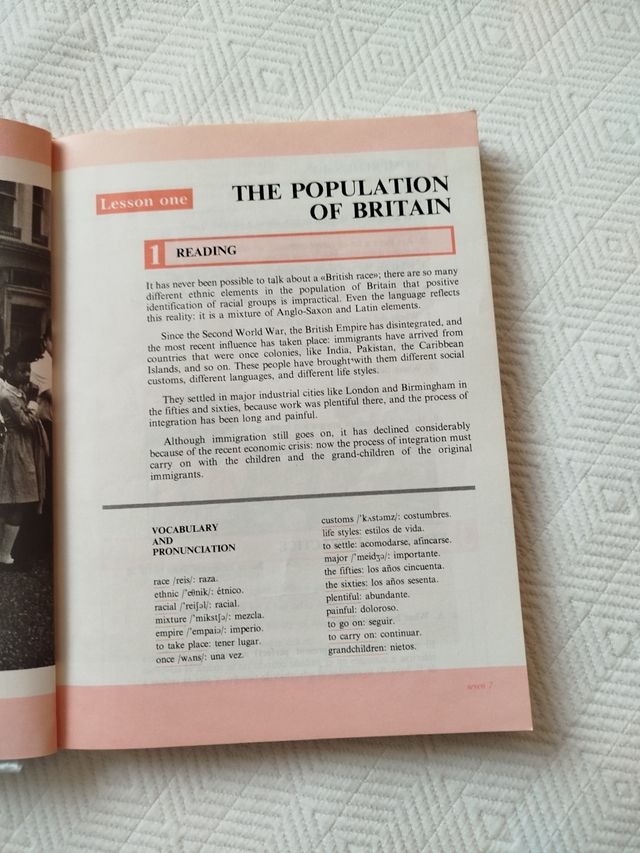 Lesson one
THE POPULATION
OF BRITAIN
1 READING
It has never been possible to talk about a «British race»; there are so many
different ethnic elements in the population of Britain that positive
identification of racial groups is impractical. Even the language reflects
this reality: it is a mixture of Anglo-Saxon and Latin elements.
Since the Second World War, the British Empire has disintegrated, and
the most recent influence has taken place: immigrants have arrived from
countries that were once colonies, like India, Pakistan, the Caribbean
Islands, and so on. These people have brought with them different social
customs, different languages, and different life styles.
They settled in major industrial cities like London and Birmingham in
the fifties and sixties, because work was plentiful there, and the process of
integration has been long and painful.
Although immigration still goes on, it has declined considerably
because of the recent economic crisis: now the process of integration must
carry on with the children and the grand-children of the original
immigrants.
VOCABULARY
AND
PRONUNCIATION
race /reis/: raza.
ethnic /'eθnik/: étnico.
racial /'reiʃəl/: racial.
mixture /'mikstʃə/: mezcla.
empire /'empaiə/: imperio.
to take place: tener lugar.
once /wʌns/: una vez.
customs /'kʌstəmz/: costumbres.
life styles: estilos de vida.
to settle: acomodarse, afincarse.
major /'meidʒə/: importante.
the fifties: los años cincuenta.
the sixties: los años sesenta.
plentiful: abundante.
painful: doloroso.
to go on: seguir.
to carry on: continuar.
grandchildren: nietos.
seven 7